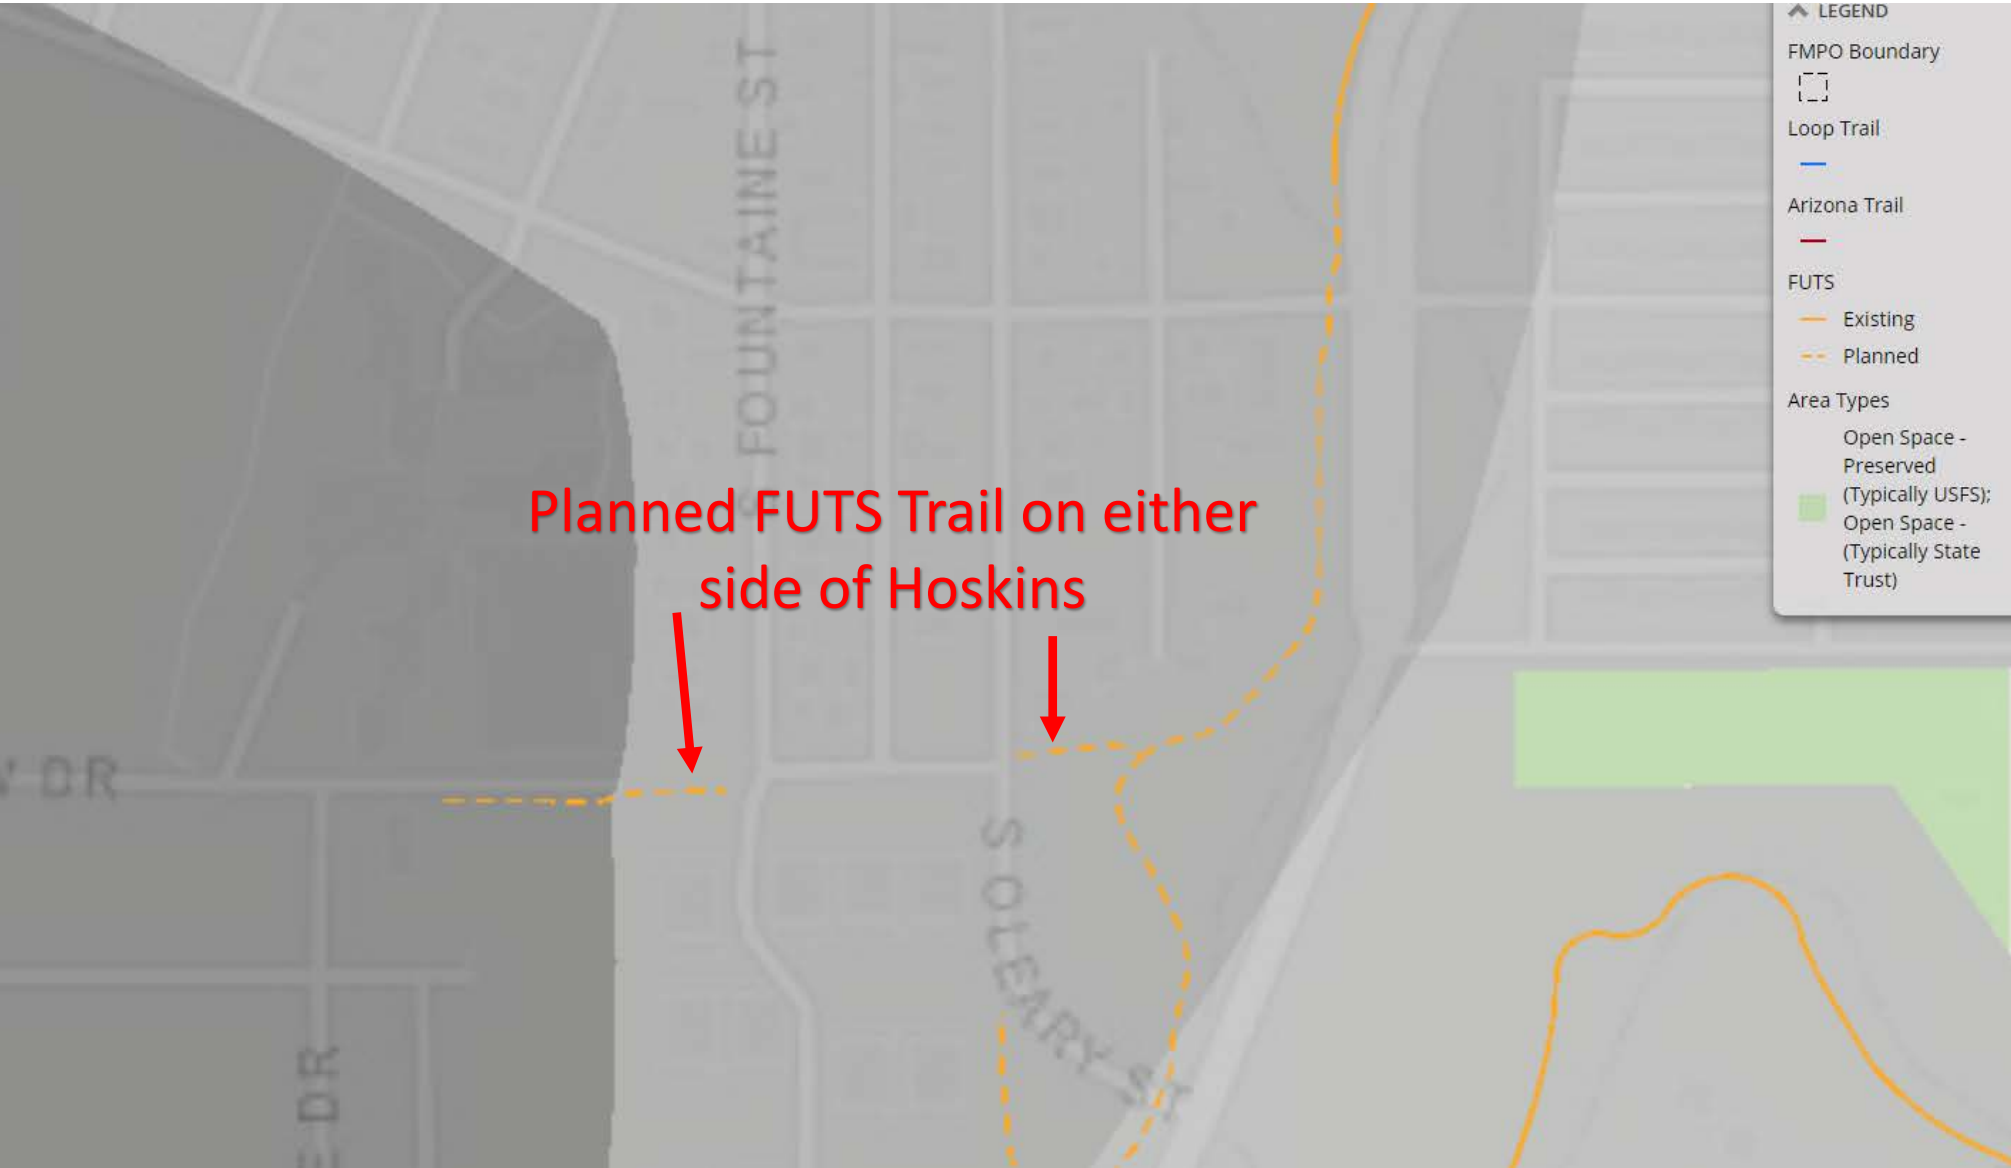 S FOUNTAINE ST
Planned FUTS Trail on either
side of Hoskins
DR
S OLEARY ST
E DR
LEGEND
FMPO Boundary
Loop Trail
Arizona Trail
FUTS
Existing
Planned
Area Types
Open Space -
Preserved
(Typically USFS);
Open Space -
(Typically State
Trust)